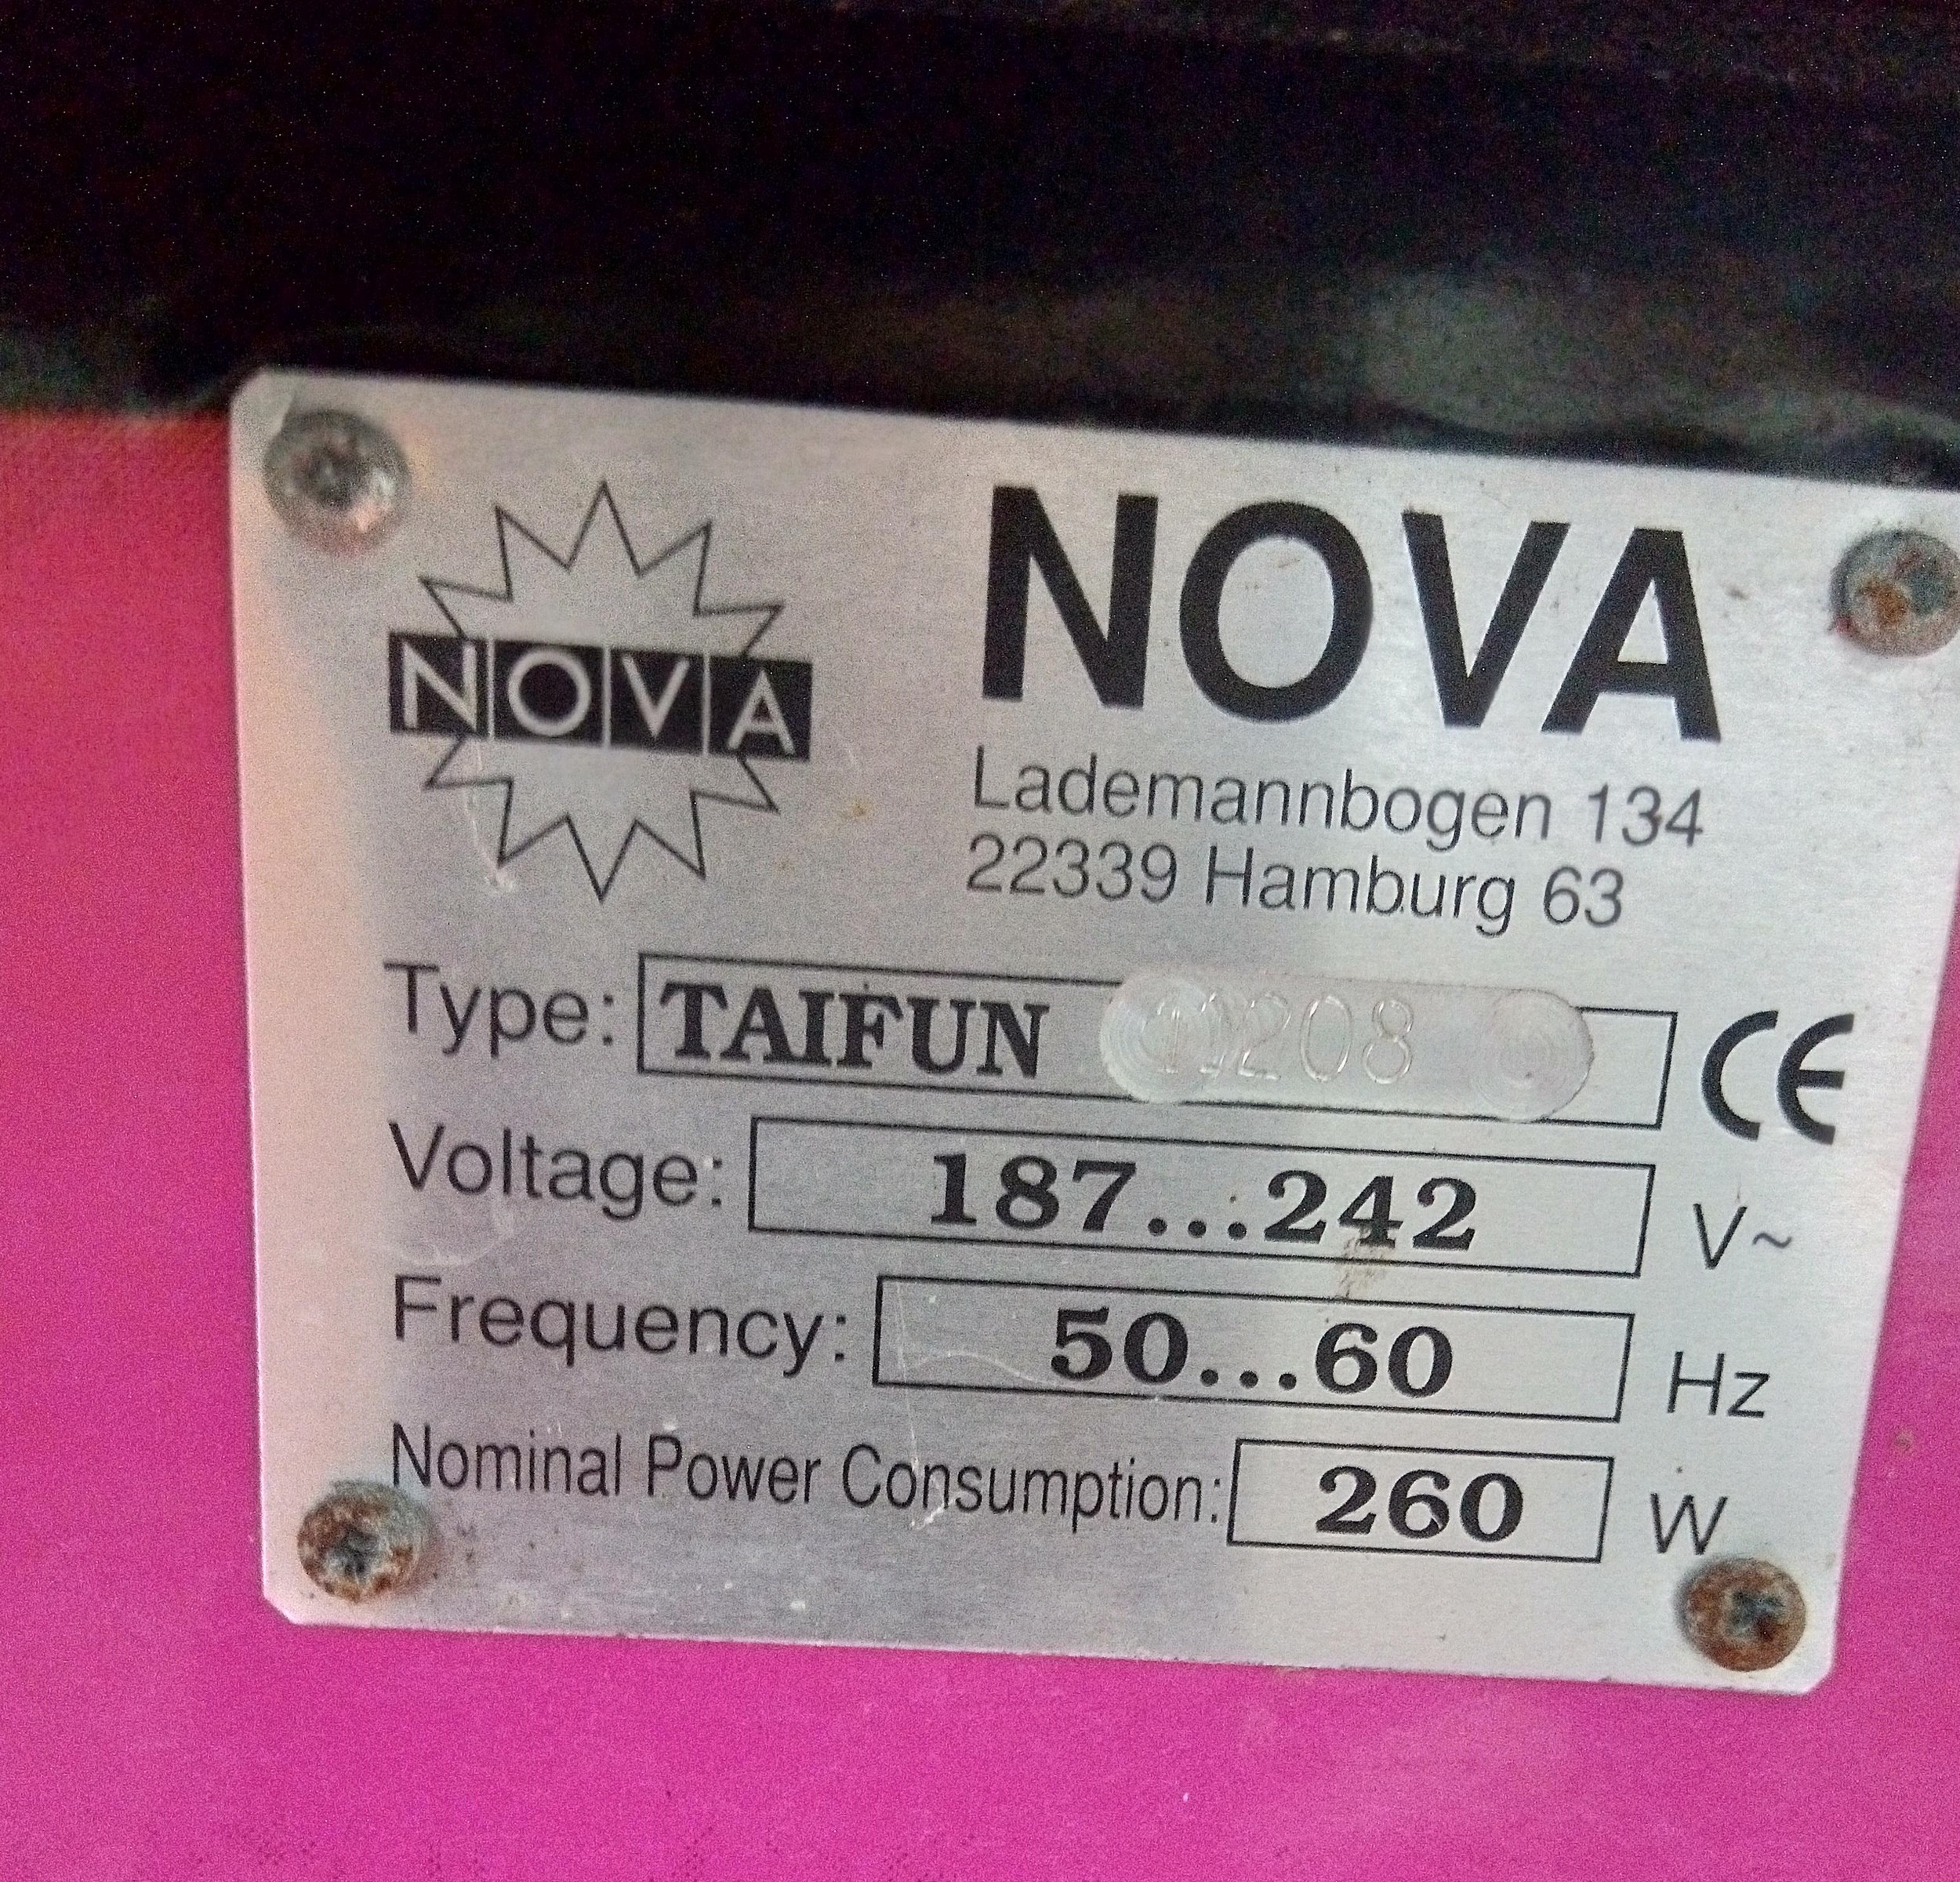 NOVA
NOVA
Lademannbogen 134
22339 Hamburg 63
Type: TAIFUN
CE
Voltage: 187...242 V~
Frequency: 50...60 Hz
Nominal Power Consumption: 260 W